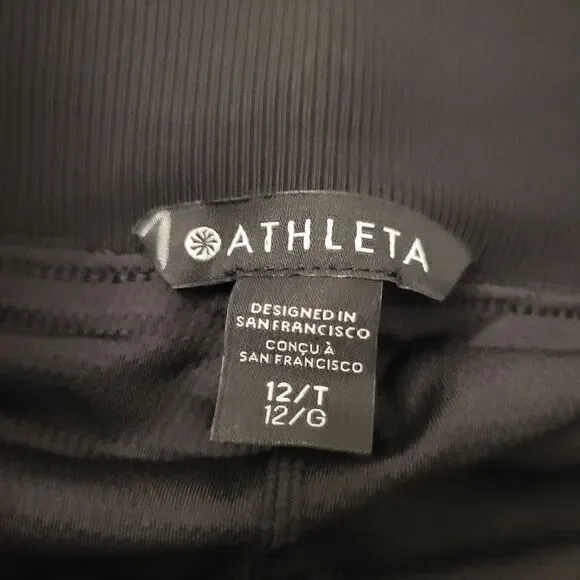 ATHLETA
DESIGNED IN
SAN FRANCISCO
CONÇU À
SAN FRANCISCO
12/T
12/G